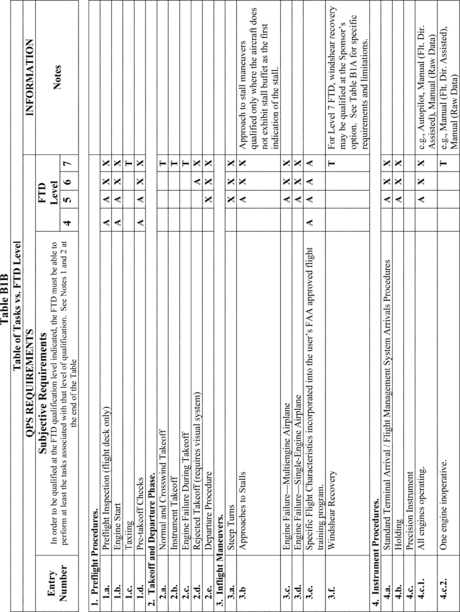 Table B1B
Table of Tasks vs. FTD Level
QPS REQUIREMENTS INFORMATION
Entry Number
Subjective Requirements
In order to be qualified at the FTD qualification level indicated, the FTD must be able to
perform at least the tasks associated with that level of qualification. See Notes 1 and 2 at
the end of the Table
FTD
Level
4 5 6 7
Notes
1. Preflight Procedures.
1.a. Preflight Inspection (flight deck only) A A X X
1.b. Engine Start A A X X
1.c. Taxiing T
1.d. Pre-takeoff Checks A A X X
2. Takeoff and Departure Phase.
2.a. Normal and Crosswind Takeoff T
2.b. Instrument Takeoff T
2.c. Engine Failure During Takeoff T
2.d. Rejected Takeoff (requires visual system) A X
2.e. Departure Procedure X X X
3. Inflight Maneuvers.
3.a. Steep Turns X X X
3.b Approaches to Stalls A X X Approach to stall maneuvers
qualified only where the aircraft does
not exhibit stall buffet as the first
indication of the stall.
3.c. Engine Failure—Multiengine Airplane A X X
3.d. Engine Failure—Single-Engine Airplane A X X
3.e. Specific Flight Characteristics incorporated into the user's FAA approved flight
training program. A A A A
3.f. Windshear Recovery T For Level 7 FTD, windshear recovery
may be qualified at the Sponsor's
option. See Table B1A for specific
requirements and limitations.
4. Instrument Procedures.
4.a. Standard Terminal Arrival / Flight Management System Arrivals Procedures A X X
4.b. Holding A X X
4.c. Precision Instrument
4.c.1. All engines operating. A X X e.g., Autopilot, Manual (Flt. Dir.
Assisted), Manual (Raw Data)
4.c.2. One engine inoperative. T e.g., Manual (Flt. Dir. Assisted),
Manual (Raw Data)